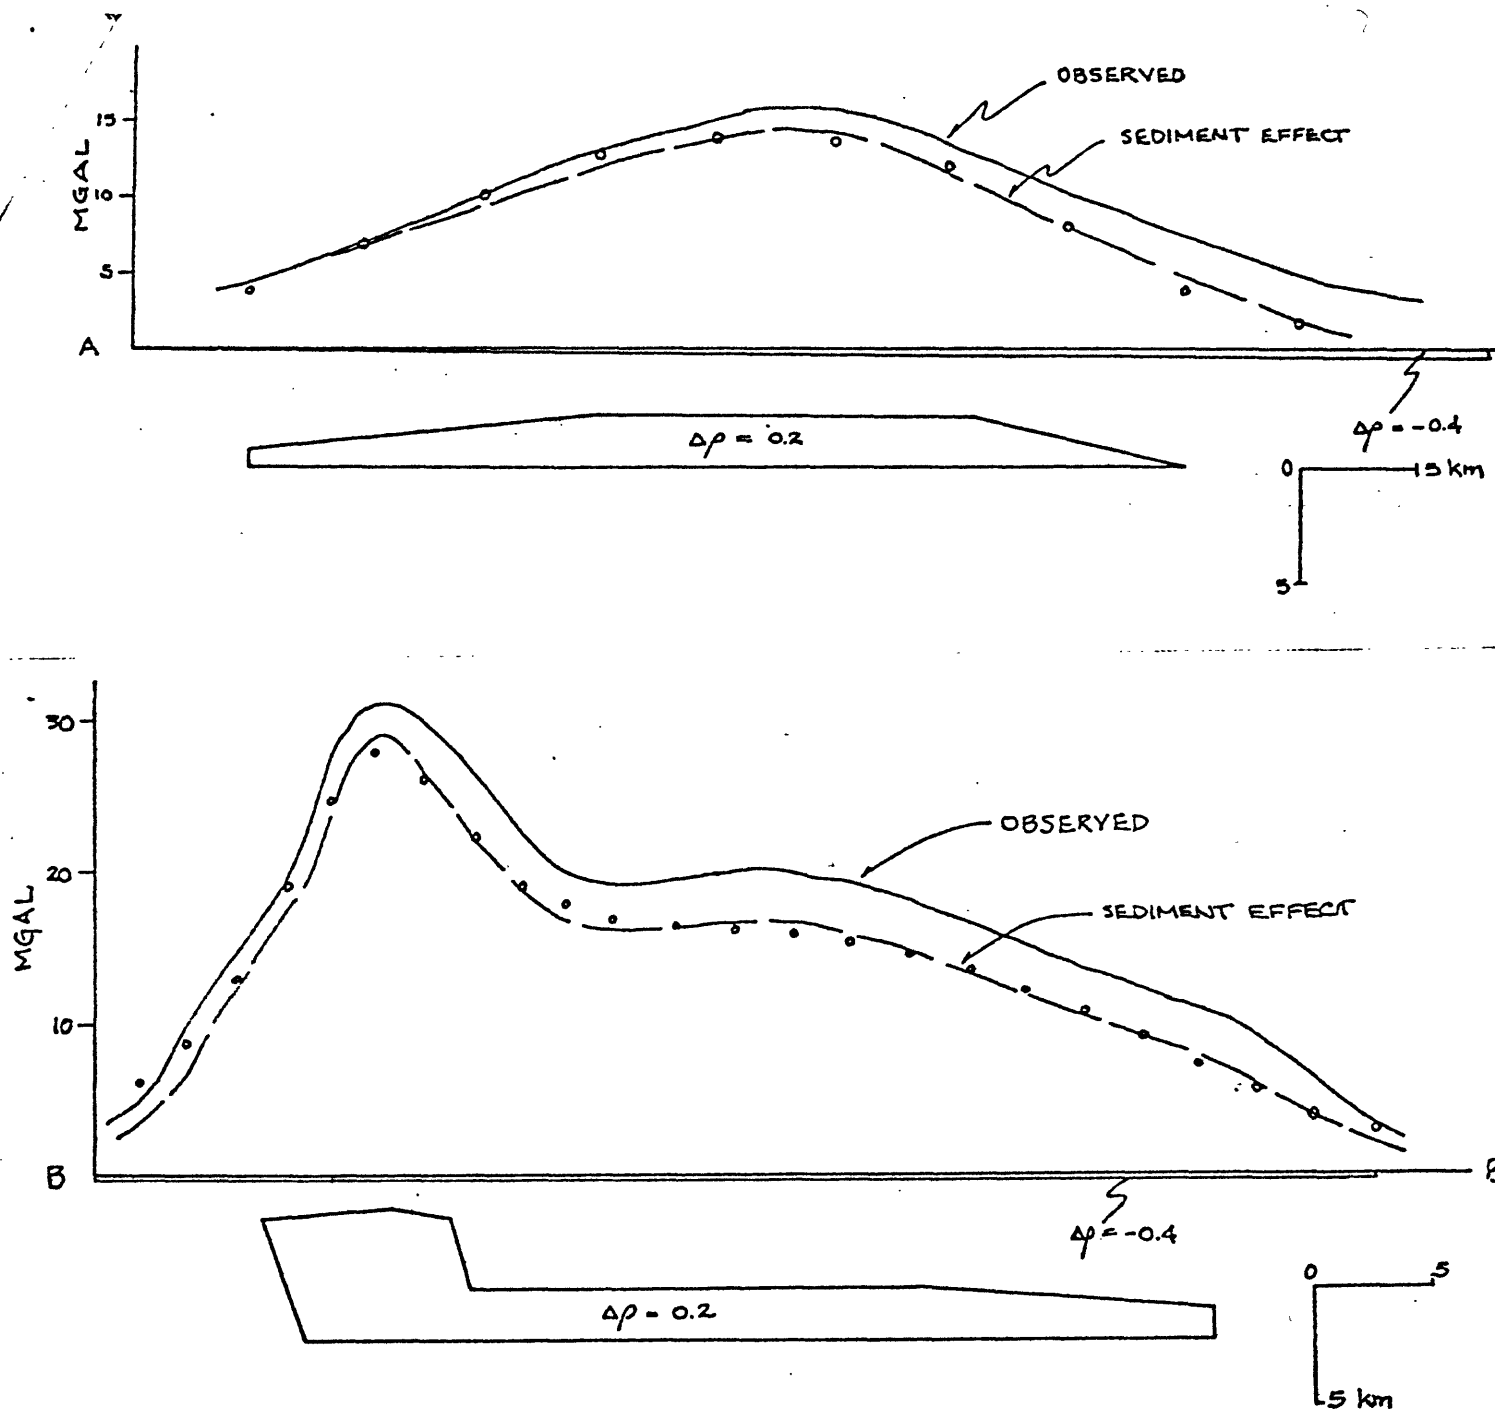 OBSERVED
15
SEDIMENT EFFECT
MGAL
10
5
A
Δρ = 0.2
Δρ = -0.4
0 5 km
5
30
OBSERVED
20
SEDIMENT EFFECT
MGAL
10
B
Δρ = -0.4
0 5
Δρ = 0.2
5 km